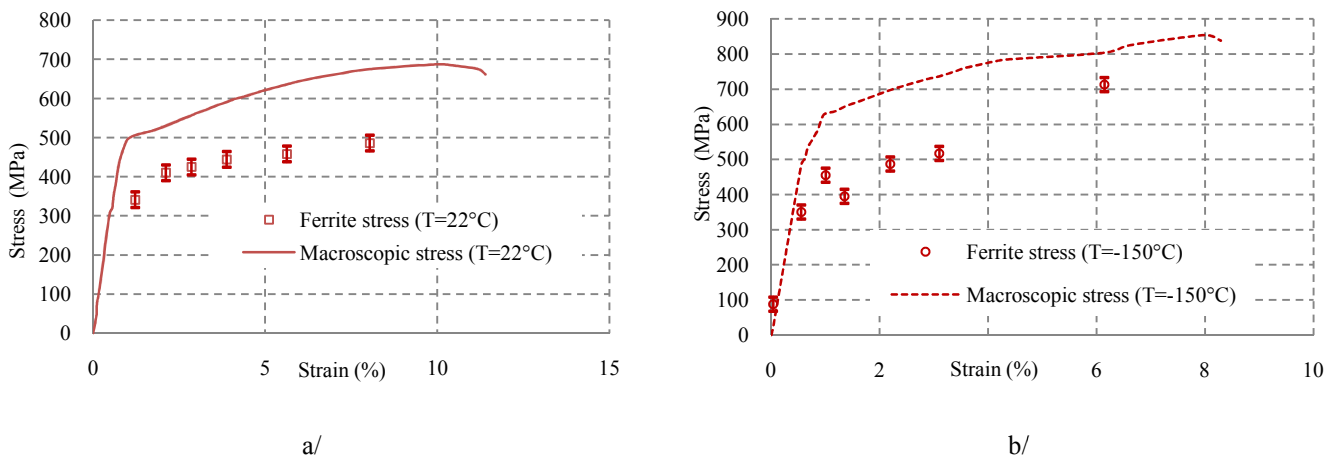 800
700
600
500
400
300
200
100
0
Stress (MPa)
Ferrite stress (T=22°C)
Macroscopic stress (T=22°C)
0
5
10
15
Strain (%)
a/
900
800
700
600
500
400
300
200
100
0
Stress (MPa)
Ferrite stress (T=-150°C)
Macroscopic stress (T=-150°C)
0
2
4
6
8
10
Strain (%)
b/